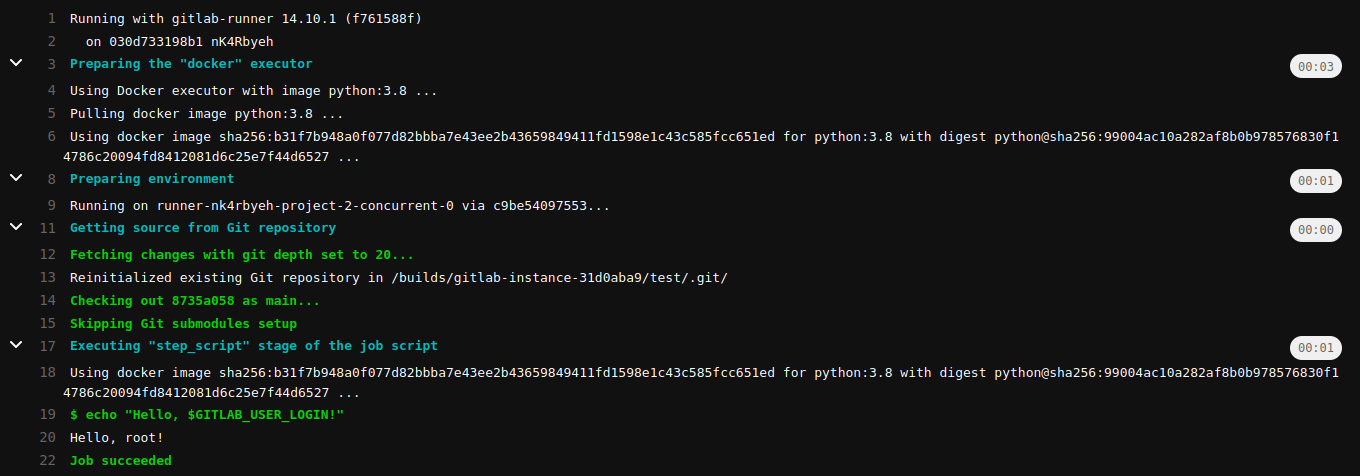 1 Running with gitlab-runner 14.10.1 (f761588f)
2 on 030d733198b1 nK4Rbyeh
3 Preparing the "docker" executor 00:03
4 Using Docker executor with image python:3.8 ...
5 Pulling docker image python:3.8 ...
6 Using docker image sha256:b31f7b948a0f077d82bbba7e43ee2b43659849411fd1598e1c43c585fcc651ed for python:3.8 with digest python@sha256:99004ac10a282af8b0b978576830f1
4786c20094fd8412081d6c25e7f44d6527 ...
8 Preparing environment 00:01
9 Running on runner-nk4rbyeh-project-2-concurrent-0 via c9be54097553...
11 Getting source from Git repository 00:00
12 Fetching changes with git depth set to 20...
13 Reinitialized existing Git repository in /builds/gitlab-instance-31d0aba9/test/.git/
14 Checking out 8735a058 as main...
15 Skipping Git submodules setup
17 Executing "step_script" stage of the job script 00:01
18 Using docker image sha256:b31f7b948a0f077d82bbba7e43ee2b43659849411fd1598e1c43c585fcc651ed for python:3.8 with digest python@sha256:99004ac10a282af8b0b978576830f1
4786c20094fd8412081d6c25e7f44d6527 ...
19 $ echo "Hello, $GITLAB_USER_LOGIN!"
20 Hello, root!
22 Job succeeded